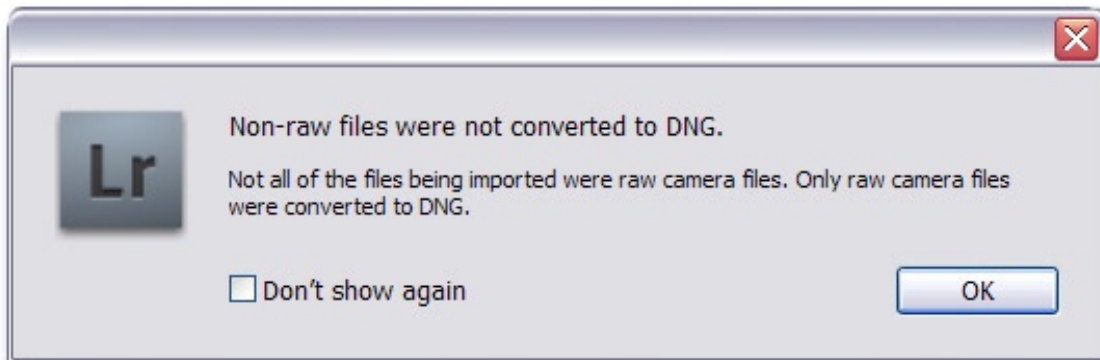 Non-raw files were not converted to DNG.
Lr
Not all of the files being imported were raw camera files. Only raw camera files
were converted to DNG.
Don't show again
OK